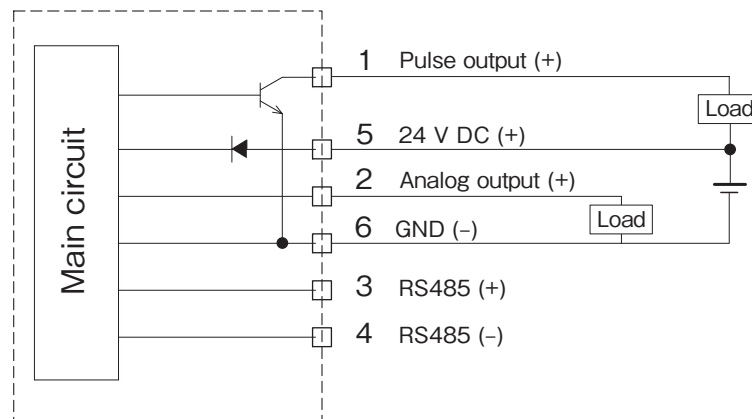 Main circuit
1 Pulse output (+)
Load
5 24 V DC (+)
2 Analog output (+)
Load
6 GND (–)
3 RS485 (+)
4 RS485 (–)